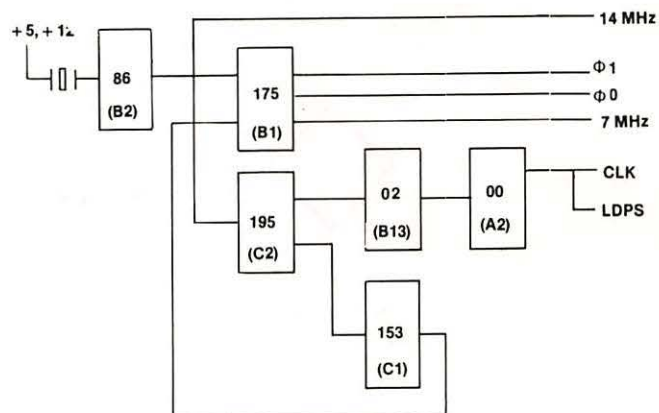 14 MHz
+5, +12
86
(B2)
175
(B1)
Φ1
Φ0
7 MHz
195
(C2)
02
(B13)
00
(A2)
CLK
LDPS
153
(C1)